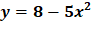 y = 8 − 5x²